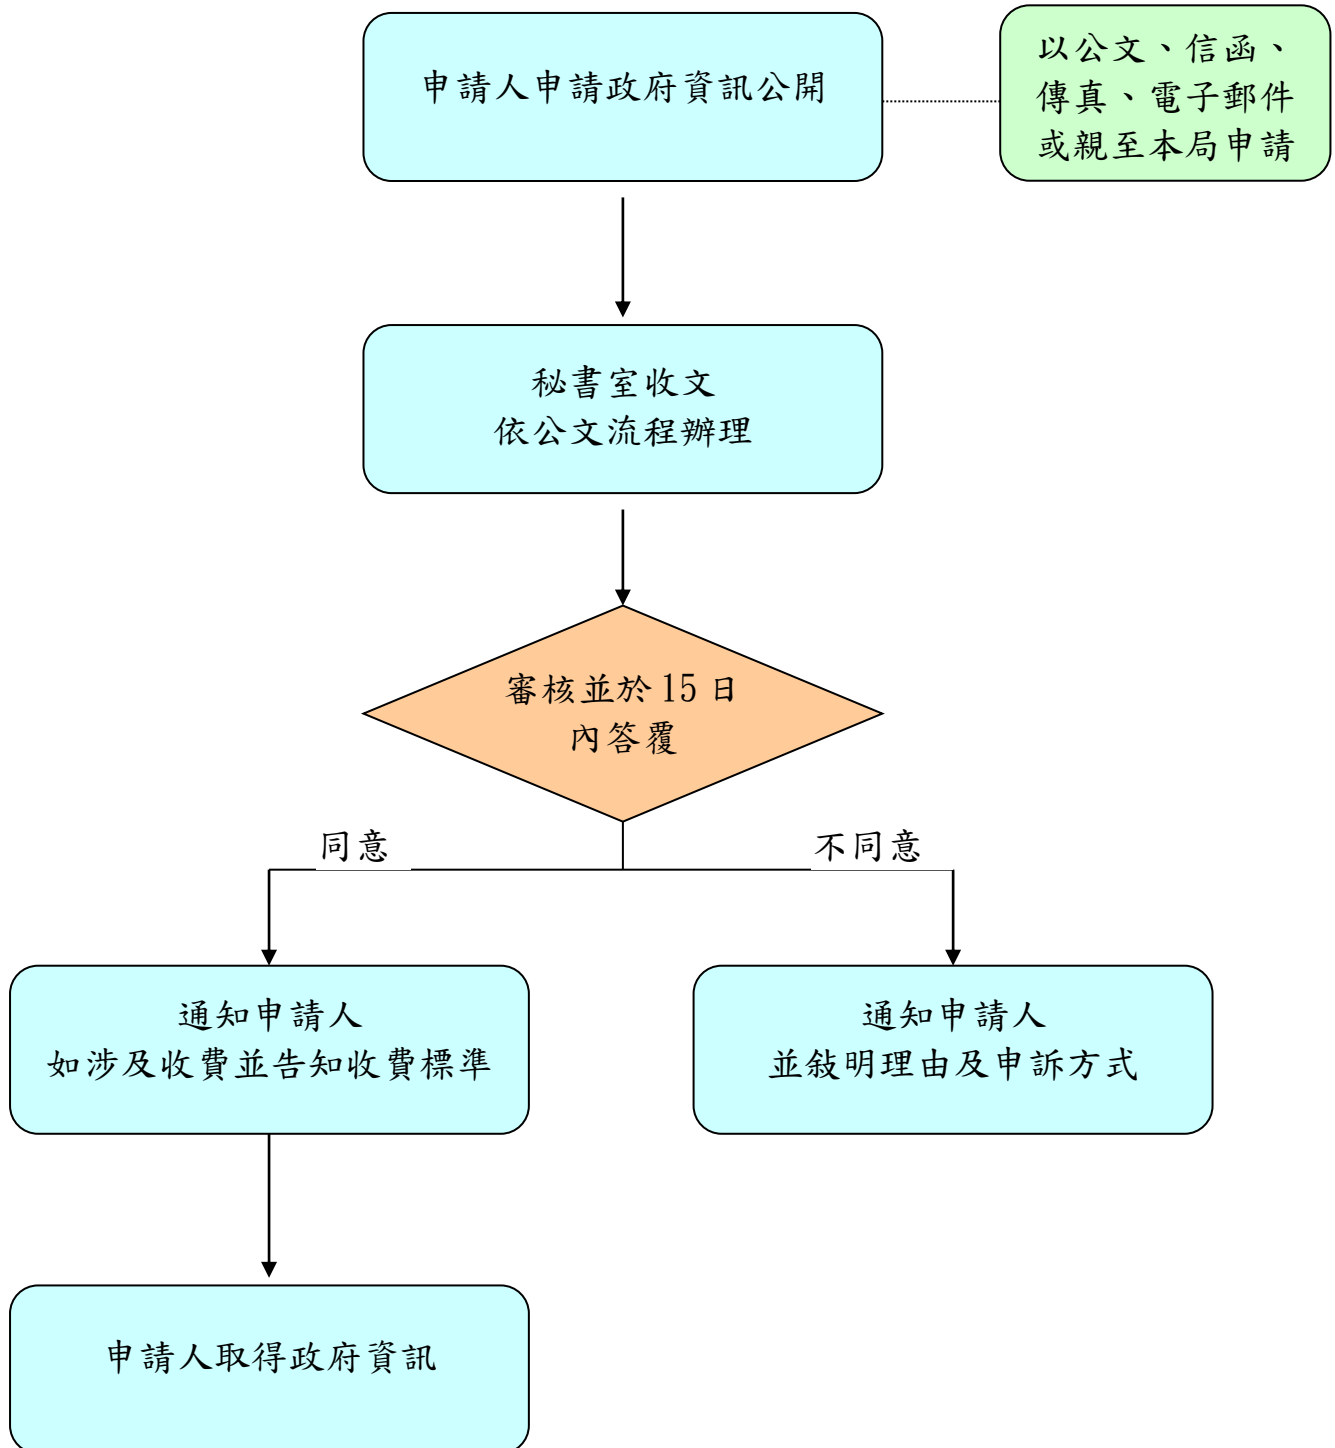 申請人申請政府資訊公開
以公文、信函、
傳真、電子郵件
或親至本局申請
秘書室收文
依公文流程辦理
審核並於15日
內答覆
同意
不同意
通知申請人
如涉及收費並告知收費標準
通知申請人
並敍明理由及申訴方式
申請人取得政府資訊